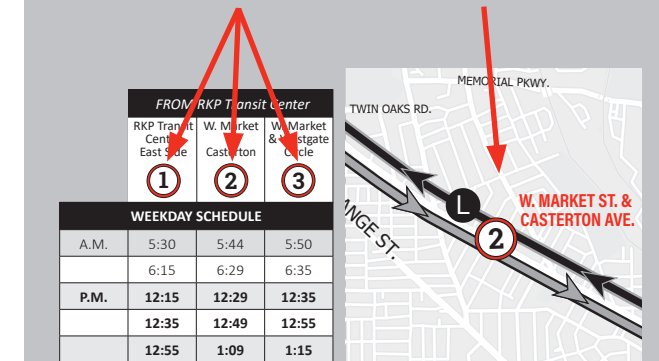 FROM RKP Transit Center
RKP Transit W. Market W. Market
Center & Westgate
East Side Casterton Circle
1 2 3
WEEKDAY SCHEDULE
A.M. 5:30 5:44 5:50
6:15 6:29 6:35
P.M. 12:15 12:29 12:35
12:35 12:49 12:55
12:55 1:09 1:15
MEMORIAL PKWY.
TWIN OAKS RD.
L
W. MARKET ST. &
CASTERTON AVE.
2
ANGE ST.